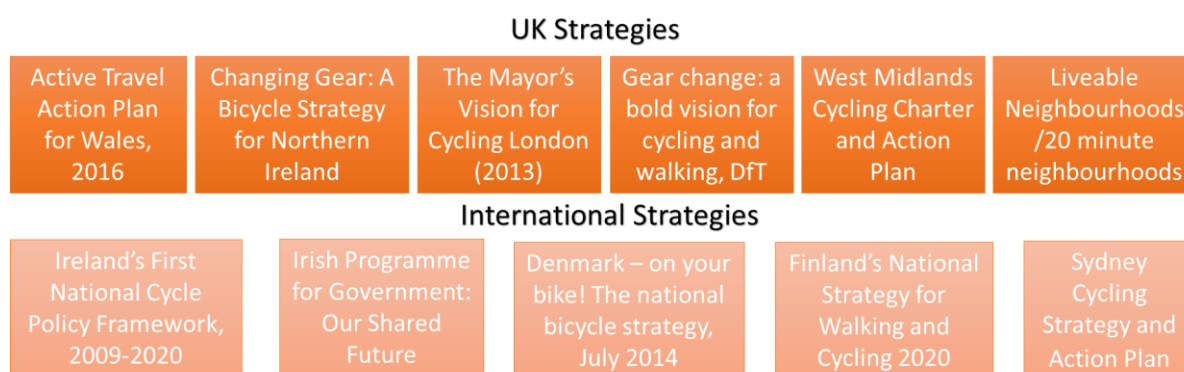 UK Strategies
Active Travel
Action Plan
for Wales,
2016
Changing Gear: A
Bicycle Strategy
for Northern
Ireland
The Mayor's
Vision for
Cycling London
(2013)
Gear change: a
bold vision for
cycling and
walking, DfT
West Midlands
Cycling Charter
and Action
Plan
Liveable
Neighbourhoods
/20 minute
neighbourhoods
International Strategies
Ireland's First
National Cycle
Policy Framework,
2009-2020
Irish Programme
for Government:
Our Shared
Future
Denmark – on your
bike! The national
bicycle strategy,
July 2014
Finland's National
Strategy for
Walking and
Cycling 2020
Sydney
Cycling
Strategy and
Action Plan